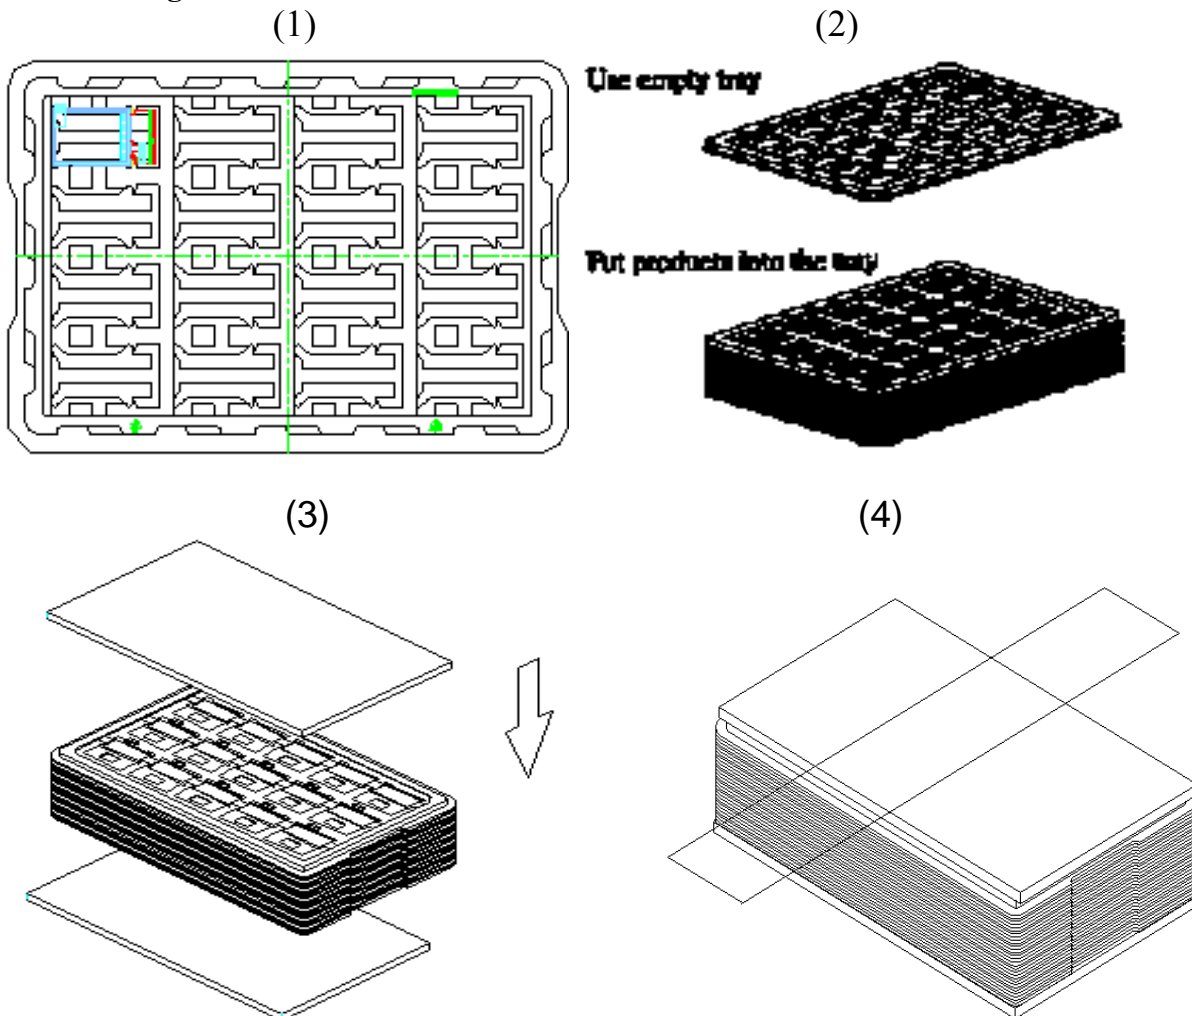 (1)
(2)
Use empty tray
Put products into the tray
(3)
(4)